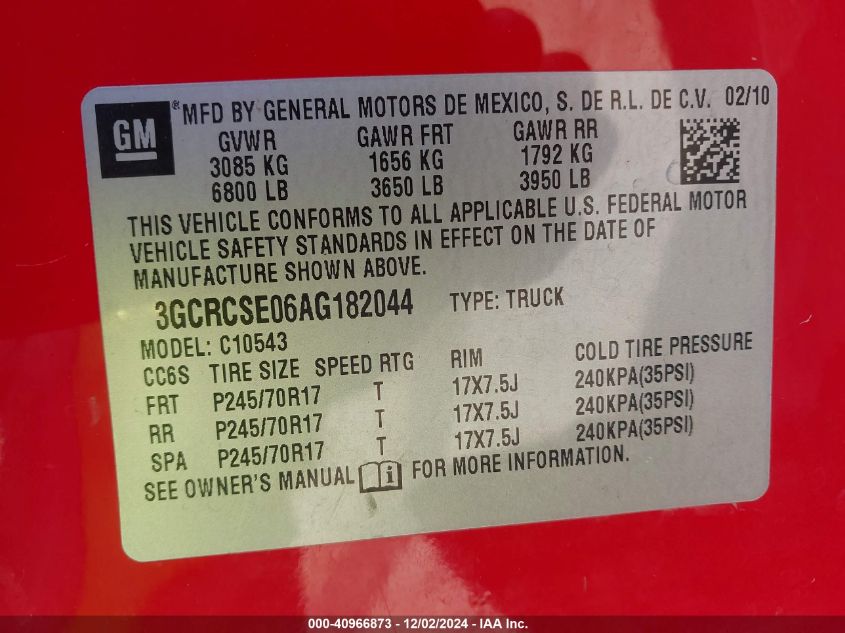 GM
® MFD BY GENERAL MOTORS DE MEXICO, S. DE R.L. DE C.V. 02/10
GVWR GAWR FRT GAWR RR
3085 KG 1656 KG 1792 KG
6800 LB 3650 LB 3950 LB
THIS VEHICLE CONFORMS TO ALL APPLICABLE U.S. FEDERAL MOTOR
VEHICLE SAFETY STANDARDS IN EFFECT ON THE DATE OF
MANUFACTURE SHOWN ABOVE.
3GCRCSE06AG182044 TYPE: TRUCK
MODEL: C10543
CC6S TIRE SIZE SPEED RTG RIM COLD TIRE PRESSURE
FRT P245/70R17 T 17X7.5J 240KPA(35PSI)
RR P245/70R17 T 17X7.5J 240KPA(35PSI)
SPA P245/70R17 T 17X7.5J 240KPA(35PSI)
SEE OWNER'S MANUAL FOR MORE INFORMATION.
000-40966873 - 12/02/2024 - IAA Inc.